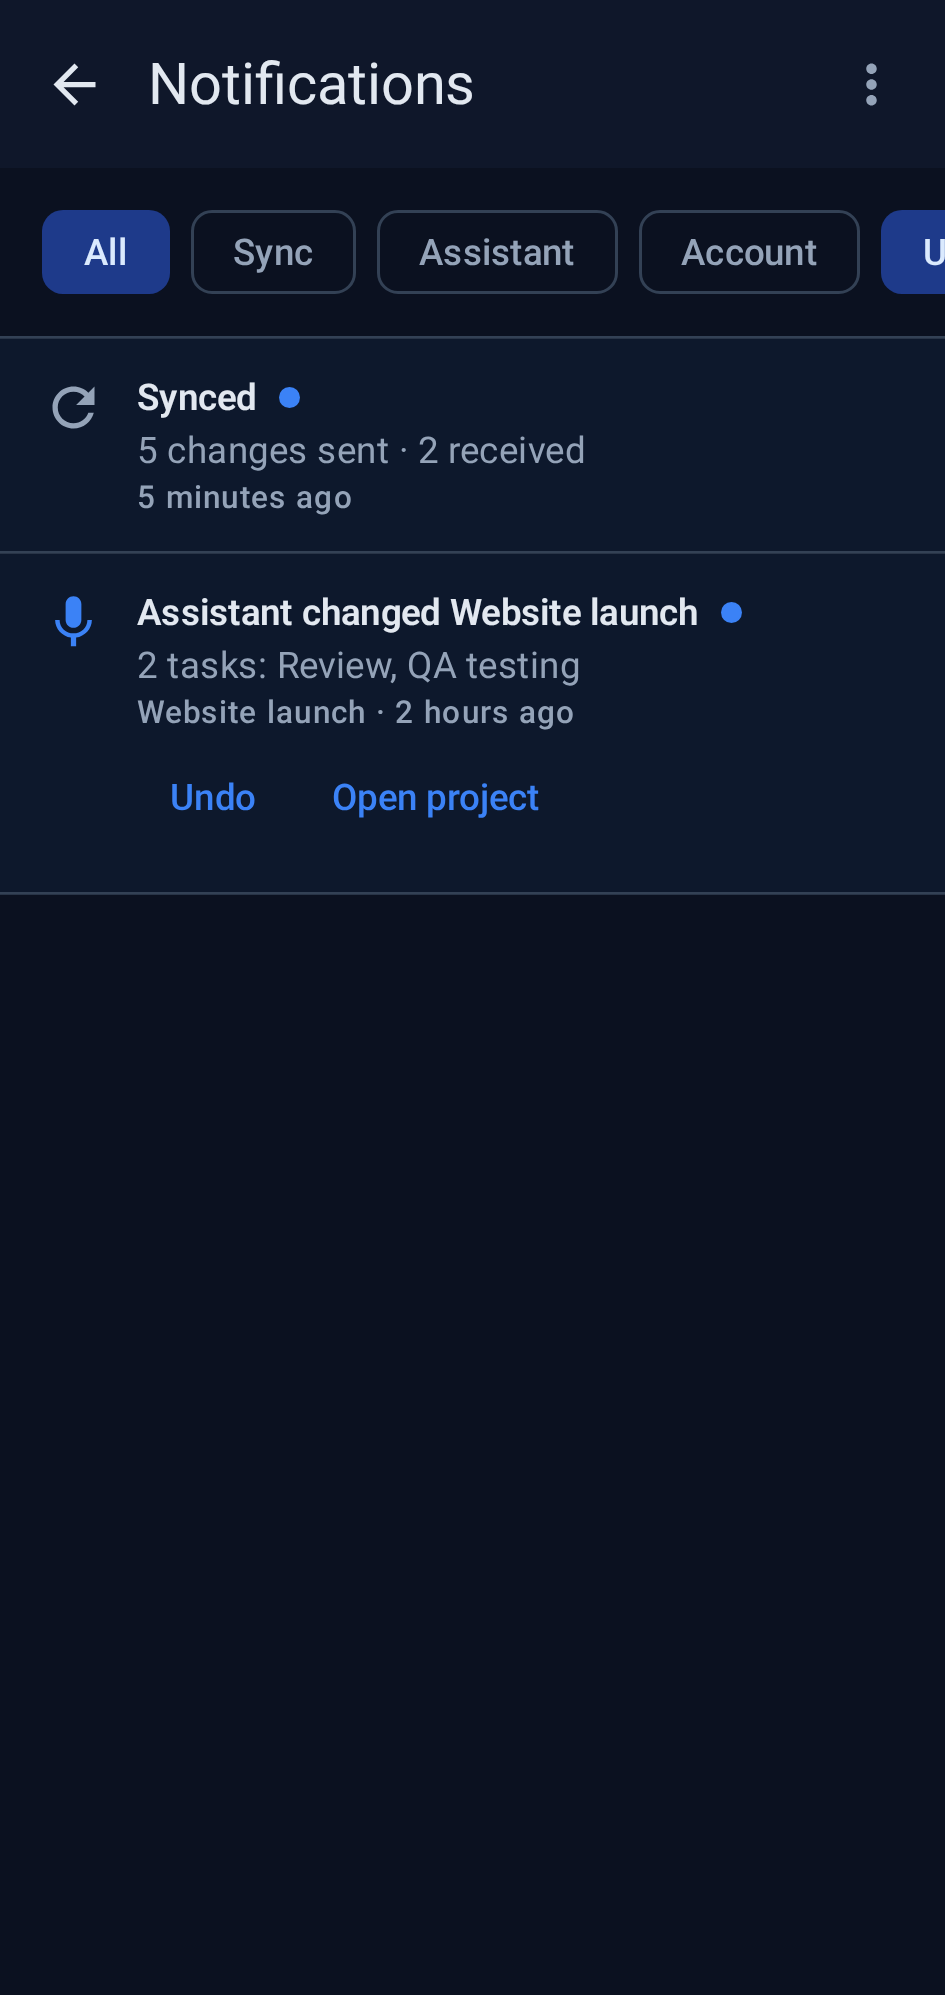 Notifications
All
Sync
Assistant
Account
Synced
5 changes sent · 2 received
5 minutes ago
Assistant changed Website launch
2 tasks: Review, QA testing
Website launch · 2 hours ago
Undo
Open project